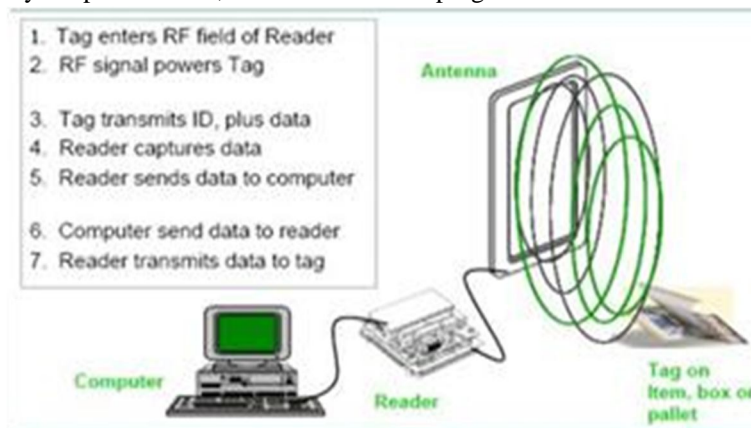 1. Tag enters RF field of Reader
2. RF signal powers Tag
3. Tag transmits ID, plus data
4. Reader captures data
5. Reader sends data to computer
6. Computer send data to reader
7. Reader transmits data to tag
Antenna
Computer
Reader
Tag on
Item, box or
pallet